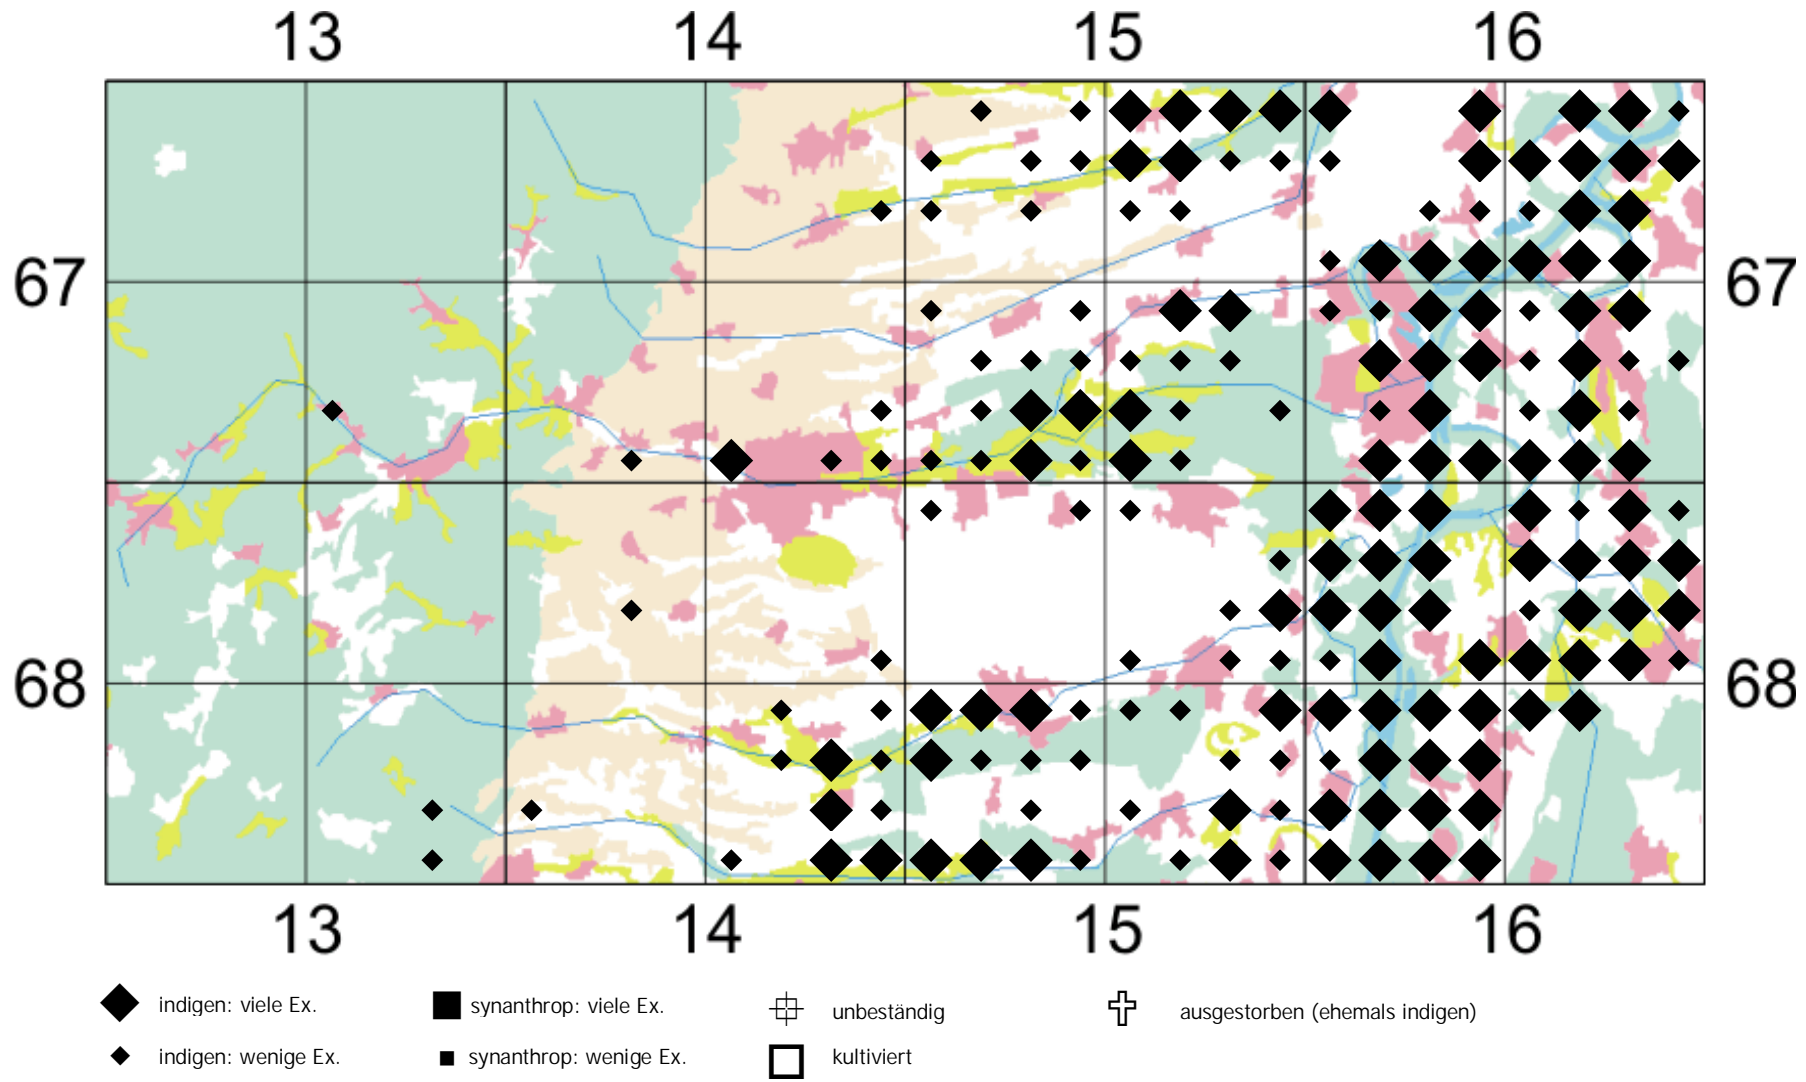 13 14 15 16
67 67
68 68
13 14 15 16
indigen: viele Ex. synanthrop: viele Ex. unbeständig ausgestorben (ehemals indigen)
indigen: wenige Ex. synanthrop: wenige Ex. kultiviert